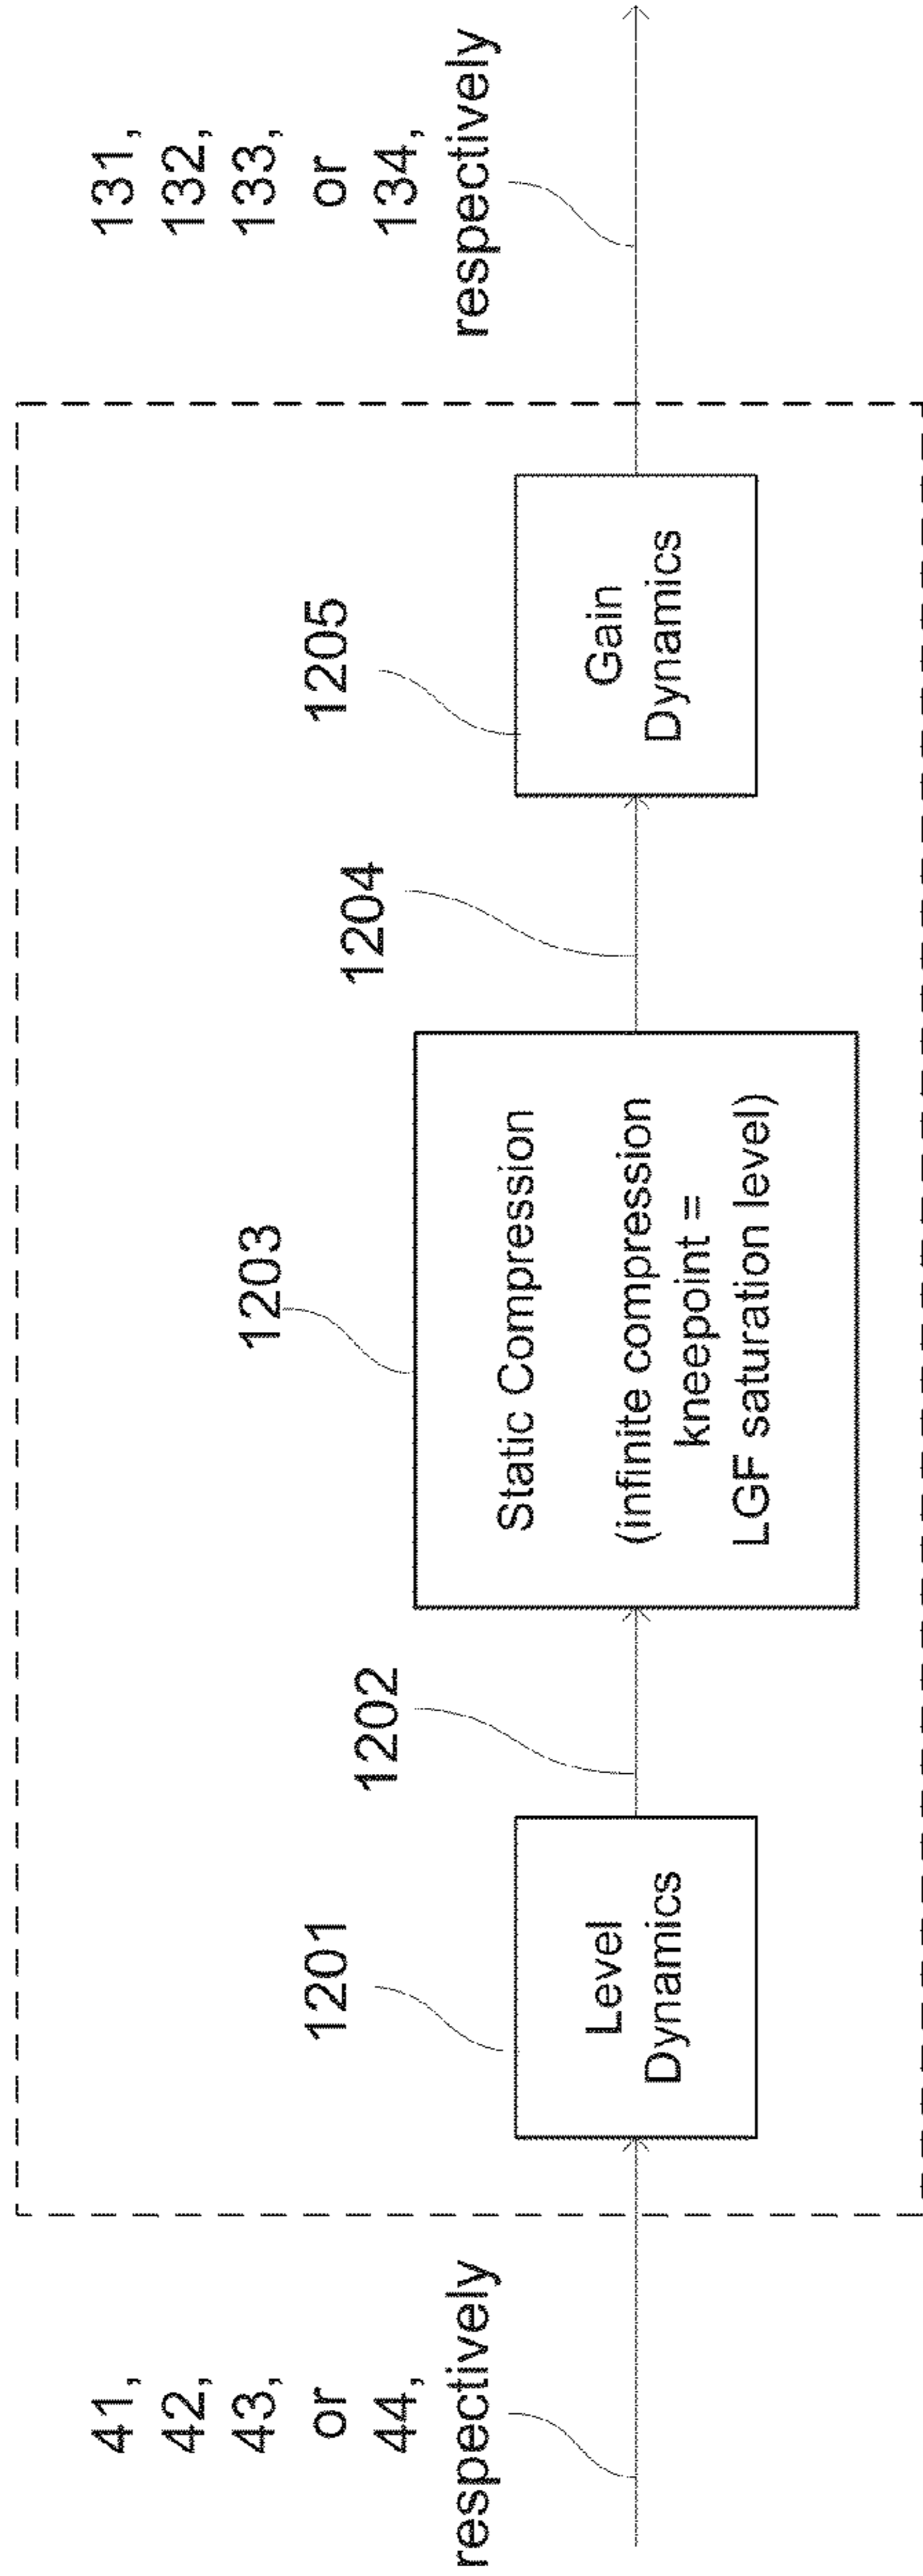 41,
42,
43,
or
44,
respectively
1201
Level
Dynamics
1202
1203
Static Compression
(infinite compression
kneepoint =
LGF saturation level)
1204
1205
Gain
Dynamics
131,
132,
133,
or
134,
respectively